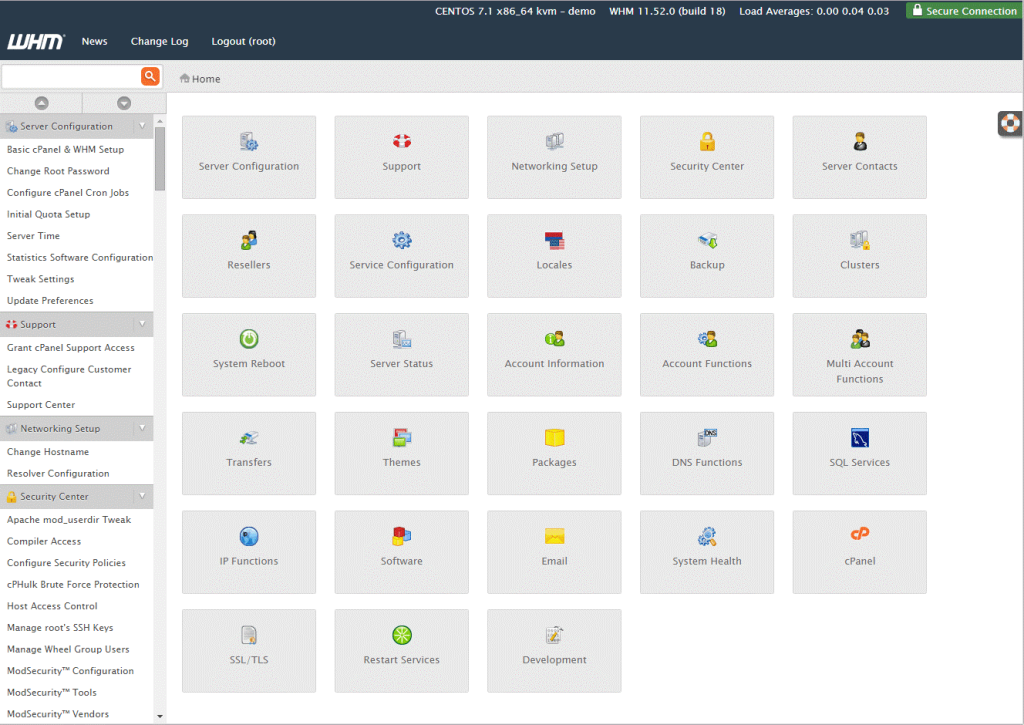 CENTOS 7.1 x86_64 kvm – demo WHM 11.52.0 (build 18) Load Averages: 0.00 0.04 0.03 Secure Connection
WHM News Change Log Logout (root)
Home
Server Configuration
Basic cPanel & WHM Setup
Change Root Password
Configure cPanel Cron Jobs
Initial Quota Setup
Server Time
Statistics Software Configuration
Tweak Settings
Update Preferences
Support
Grant cPanel Support Access
Legacy Configure Customer
Contact
Support Center
Networking Setup
Change Hostname
Resolver Configuration
Security Center
Apache mod_userdir Tweak
Compiler Access
Configure Security Policies
cPHulk Brute Force Protection
Host Access Control
Manage root's SSH Keys
Manage Wheel Group Users
ModSecurity™ Configuration
ModSecurity™ Tools
ModSecurity™ Vendors
Server Configuration
Support
Networking Setup
Security Center
Server Contacts
Resellers
Service Configuration
Locales
Backup
Clusters
System Reboot
Server Status
Account Information
Account Functions
Multi Account
Functions
Transfers
Themes
Packages
DNS
DNS Functions
SQL Services
IP Functions
Software
Email
System Health
cP
cPanel
SSL/TLS
Restart Services
Development